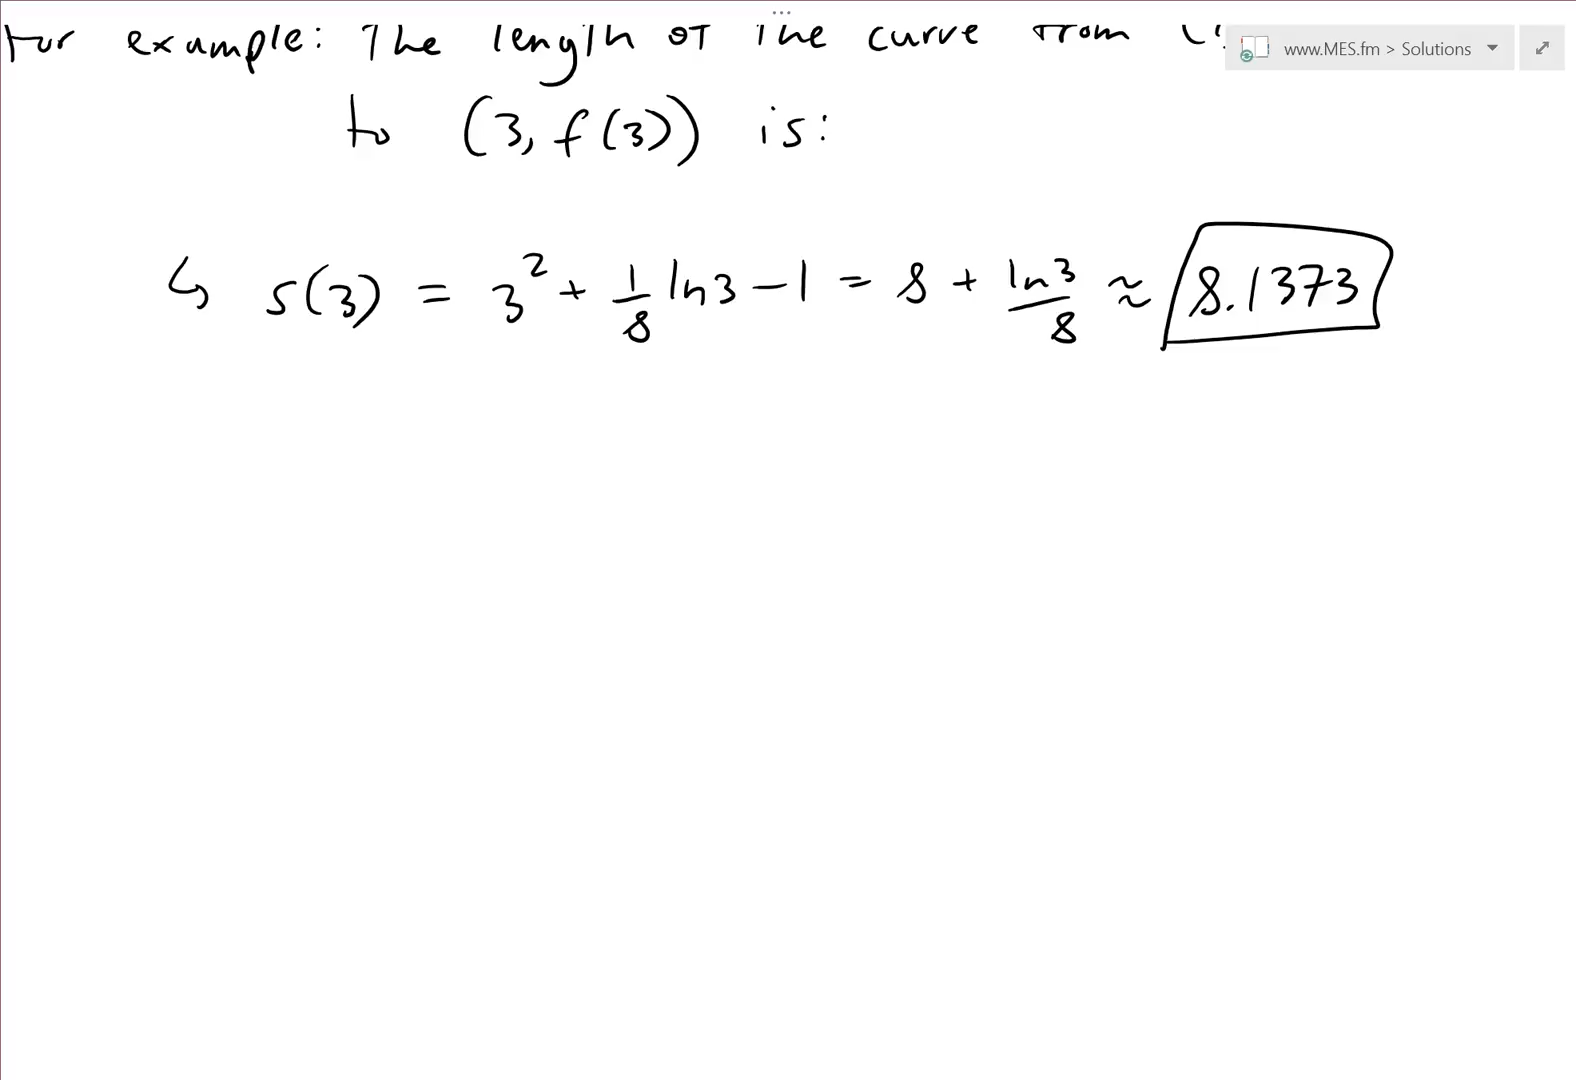 For example: The length of the curve from
www.MES.fm > Solutions
to (3, f(3)) is:
↳ s(3) = 3² + 1/8 ln3 - 1 = 8 + ln3/8 ≈ 8.1373